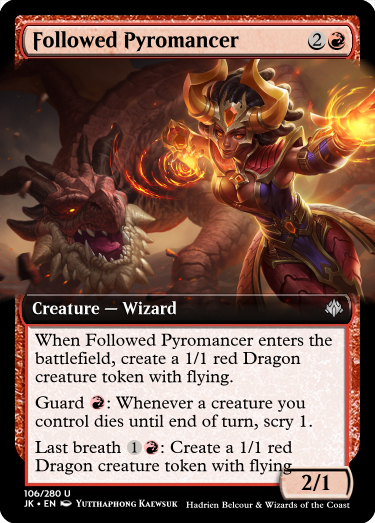 Followed Pyromancer 2
Creature — Wizard
When Followed Pyromancer enters the
battlefield, create a 1/1 red Dragon
creature token with flying.
Guard : Whenever a creature you
control dies until end of turn, scry 1.
Last breath 1 : Create a 1/1 red
Dragon creature token with flying
2/1
106/280 U
JK • EN Yutthaphong Kaewsuk Hadrien Belcour & Wizards of the Coast